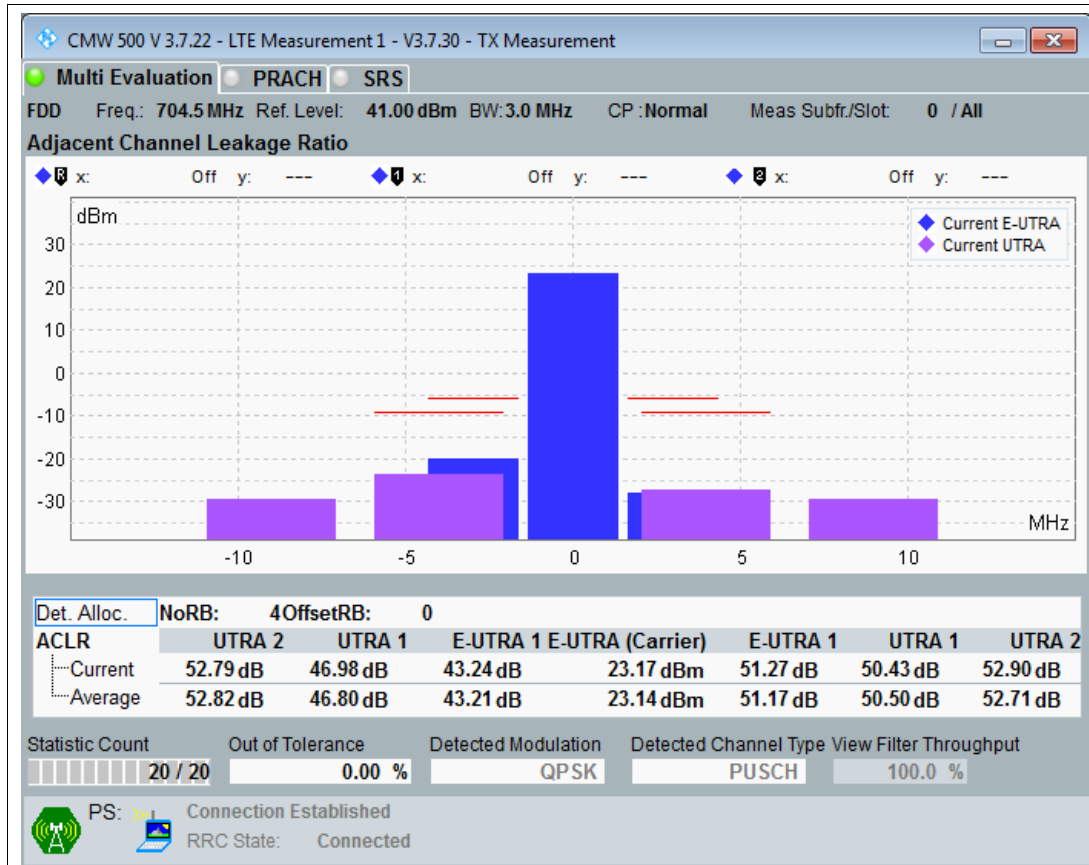 CMW 500 V 3.7.22 - LTE Measurement 1 - V3.7.30 - TX Measurement
Multi Evaluation PRACH SRS
FDD Freq.: 704.5 MHz Ref. Level: 41.00 dBm BW: 3.0 MHz CP : Normal Meas Subfr./Slot: 0 / All
Adjacent Channel Leakage Ratio
R x: Off y: --- 1 x: Off y: --- 2 x: Off y: ---
dBm
Current E-UTRA
Current UTRA
30
20
10
0
-10
-20
-30
MHz
-10 -5 0 5 10
Det. Alloc. NoRB: 4 OffsetRB: 0
ACLR UTRA 2 UTRA 1 E-UTRA 1 E-UTRA (Carrier) E-UTRA 1 UTRA 1 UTRA 2
Current 52.79 dB 46.98 dB 43.24 dB 23.17 dBm 51.27 dB 50.43 dB 52.90 dB
Average 52.82 dB 46.80 dB 43.21 dB 23.14 dBm 51.17 dB 50.50 dB 52.71 dB
Statistic Count Out of Tolerance Detected Modulation Detected Channel Type View Filter Throughput
20 / 20 0.00 % QPSK PUSCH 100.0 %
PS: Connection Established
RRC State: Connected